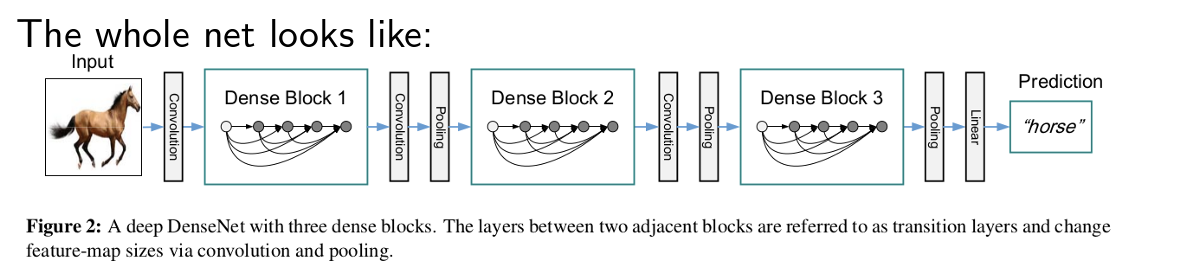 The whole net looks like:
Input
Prediction
Convolution
Dense Block 1
Convolution
Pooling
Dense Block 2
Convolution
Pooling
Dense Block 3
Pooling
Linear
“horse”
Figure 2: A deep DenseNet with three dense blocks. The layers between two adjacent blocks are referred to as transition layers and change
feature-map sizes via convolution and pooling.